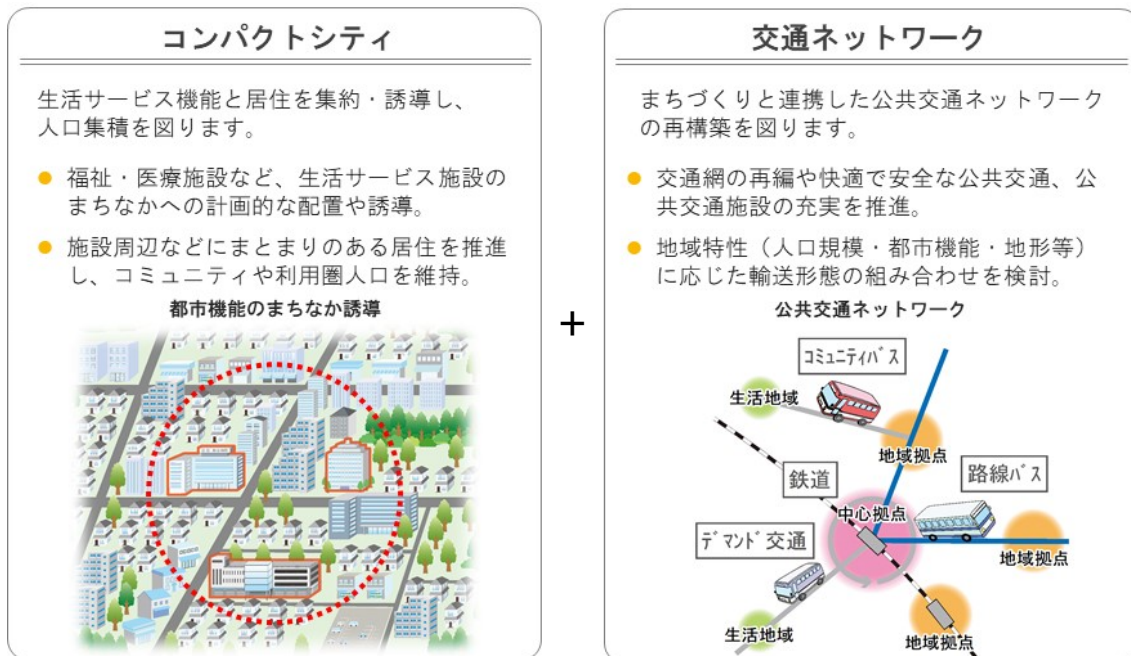 コンパクトシティ
生活サービス機能と居住を集約・誘導し、
人口集積を図ります。
● 福祉・医療施設など、生活サービス施設の
まちなかへの計画的な配置や誘導。
● 施設周辺などにまとまりのある居住を推進
し、コミュニティや利用圏人口を維持。
都市機能のまちなか誘導
+
交通ネットワーク
まちづくりと連携した公共交通ネットワーク
の再構築を図ります。
● 交通網の再編や快適で安全な公共交通、公
共交通施設の充実を推進。
● 地域特性（人口規模・都市機能・地形等）
に応じた輸送形態の組み合わせを検討。
公共交通ネットワーク
ｺﾐｭﾆﾃｨﾊﾞｽ
生活地域
地域拠点
鉄道
路線ﾊﾞｽ
中心拠点
ﾃﾞﾏﾝﾄﾞ交通
地域拠点
生活地域
地域拠点